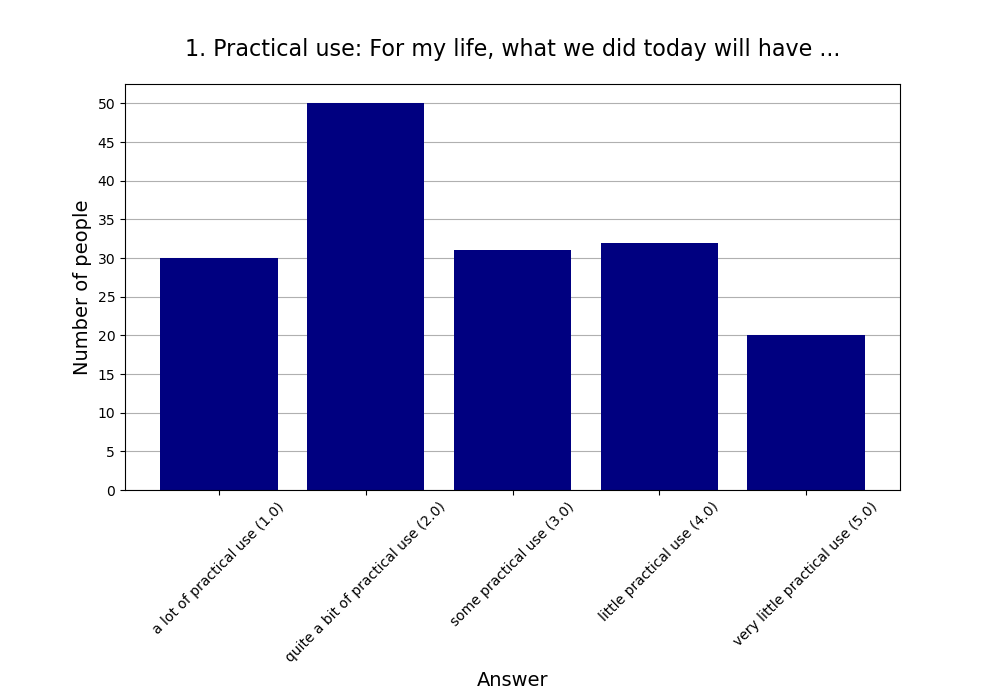 1. Practical use: For my life, what we did today will have ...
Number of people
50
45
40
35
30
25
20
15
10
5
0
a lot of practical use (1.0)
quite a bit of practical use (2.0)
some practical use (3.0)
little practical use (4.0)
very little practical use (5.0)
Answer